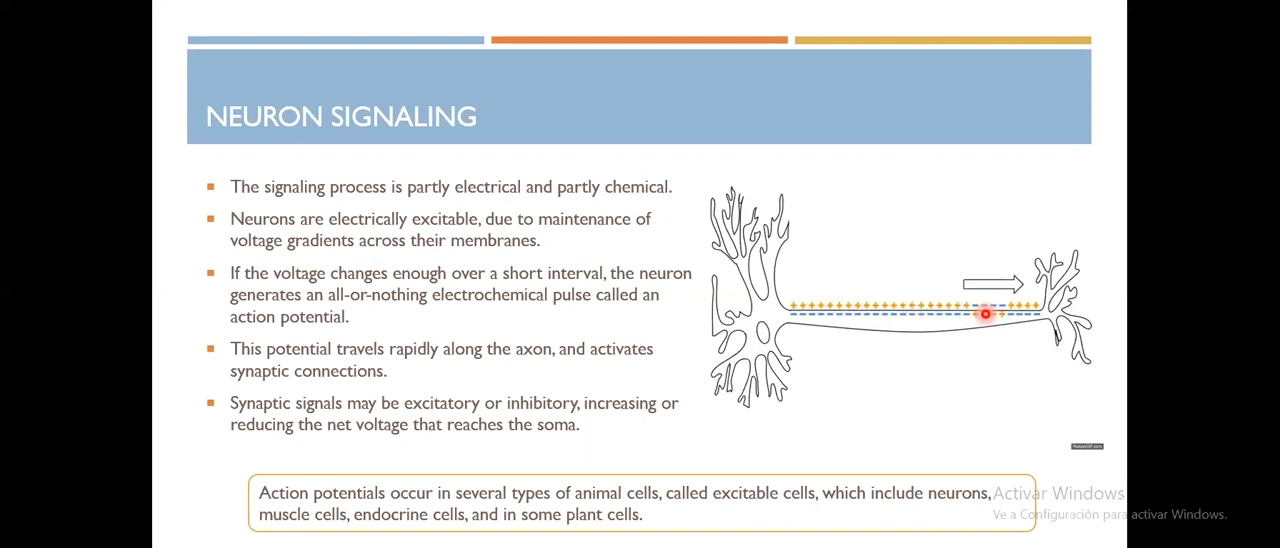 NEURON SIGNALING
▪ The signaling process is partly electrical and partly chemical.
▪ Neurons are electrically excitable, due to maintenance of
voltage gradients across their membranes.
▪ If the voltage changes enough over a short interval, the neuron
generates an all-or-nothing electrochemical pulse called an
action potential.
▪ This potential travels rapidly along the axon, and activates
synaptic connections.
▪ Synaptic signals may be excitatory or inhibitory, increasing or
reducing the net voltage that reaches the soma.
Action potentials occur in several types of animal cells, called excitable cells, which include neurons,
muscle cells, endocrine cells, and in some plant cells.
Activar Windows
Ve a Configuración para activar Windows.